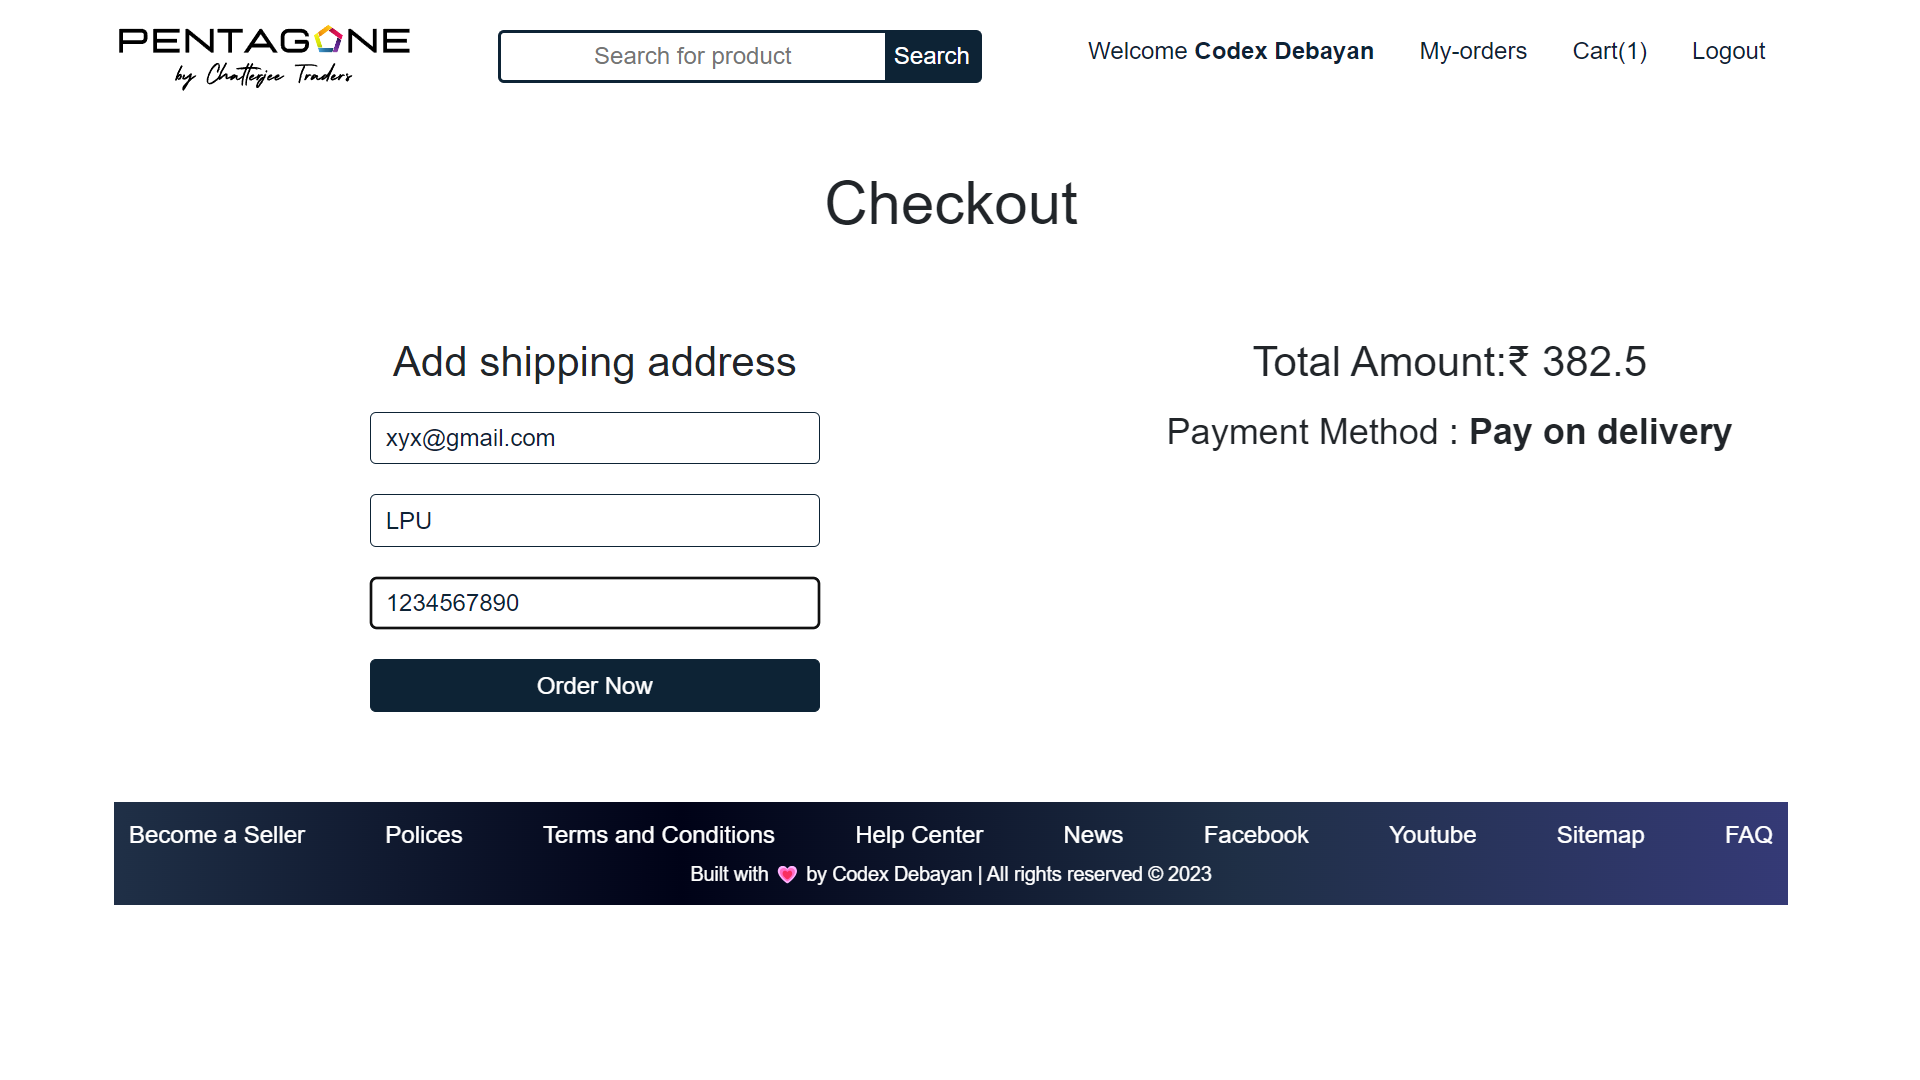 PENTAGONE
by Chatterjee Traders
Search for product
Search
Welcome Codex Debayan
My-orders
Cart(1)
Logout
Checkout
Add shipping address
xyx@gmail.com
LPU
1234567890
Order Now
Total Amount:₹ 382.5
Payment Method : Pay on delivery
Become a Seller
Polices
Terms and Conditions
Help Center
News
Facebook
Youtube
Sitemap
FAQ
Built with 💗 by Codex Debayan | All rights reserved © 2023